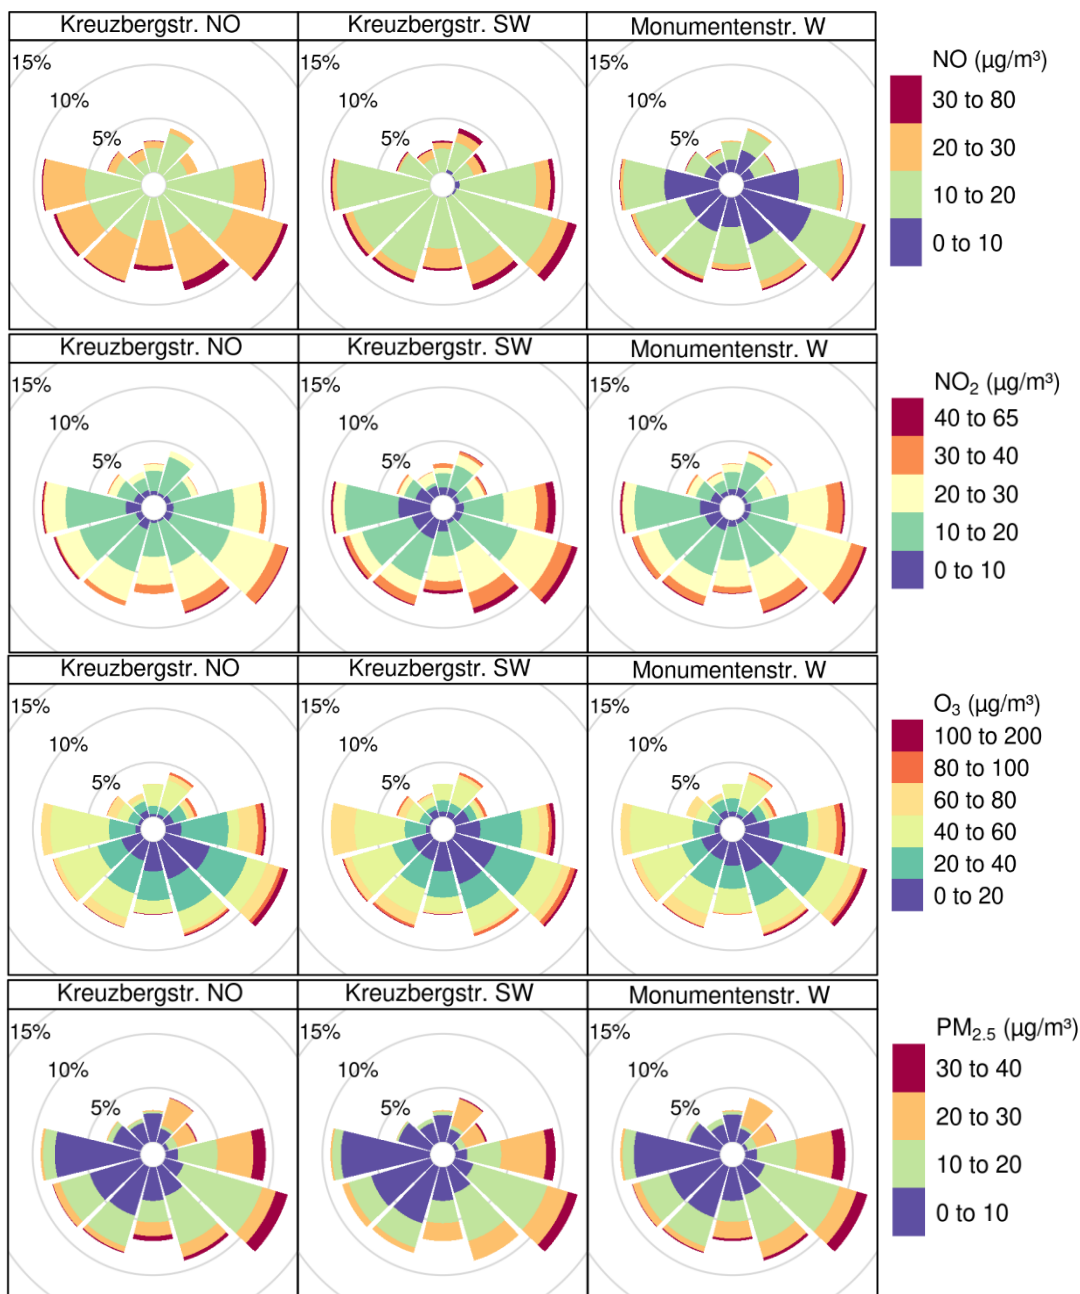 Kreuzbergstr. NO
Kreuzbergstr. SW
Monumentenstr. W
15%
10%
5%
NO (µg/m³)
30 to 80
20 to 30
10 to 20
0 to 10
Kreuzbergstr. NO
Kreuzbergstr. SW
Monumentenstr. W
15%
10%
5%
15%
10%
5%
15%
10%
5%
NO₂ (µg/m³)
40 to 65
30 to 40
20 to 30
10 to 20
0 to 10
Kreuzbergstr. NO
Kreuzbergstr. SW
Monumentenstr. W
15%
10%
5%
15%
10%
5%
15%
10%
5%
O₃ (µg/m³)
100 to 200
80 to 100
60 to 80
40 to 60
20 to 40
0 to 20
Kreuzbergstr. NO
Kreuzbergstr. SW
Monumentenstr. W
15%
10%
5%
15%
10%
5%
15%
10%
5%
PM₂.₅ (µg/m³)
30 to 40
20 to 30
10 to 20
0 to 10
15%
10%
5%
15%
10%
5%